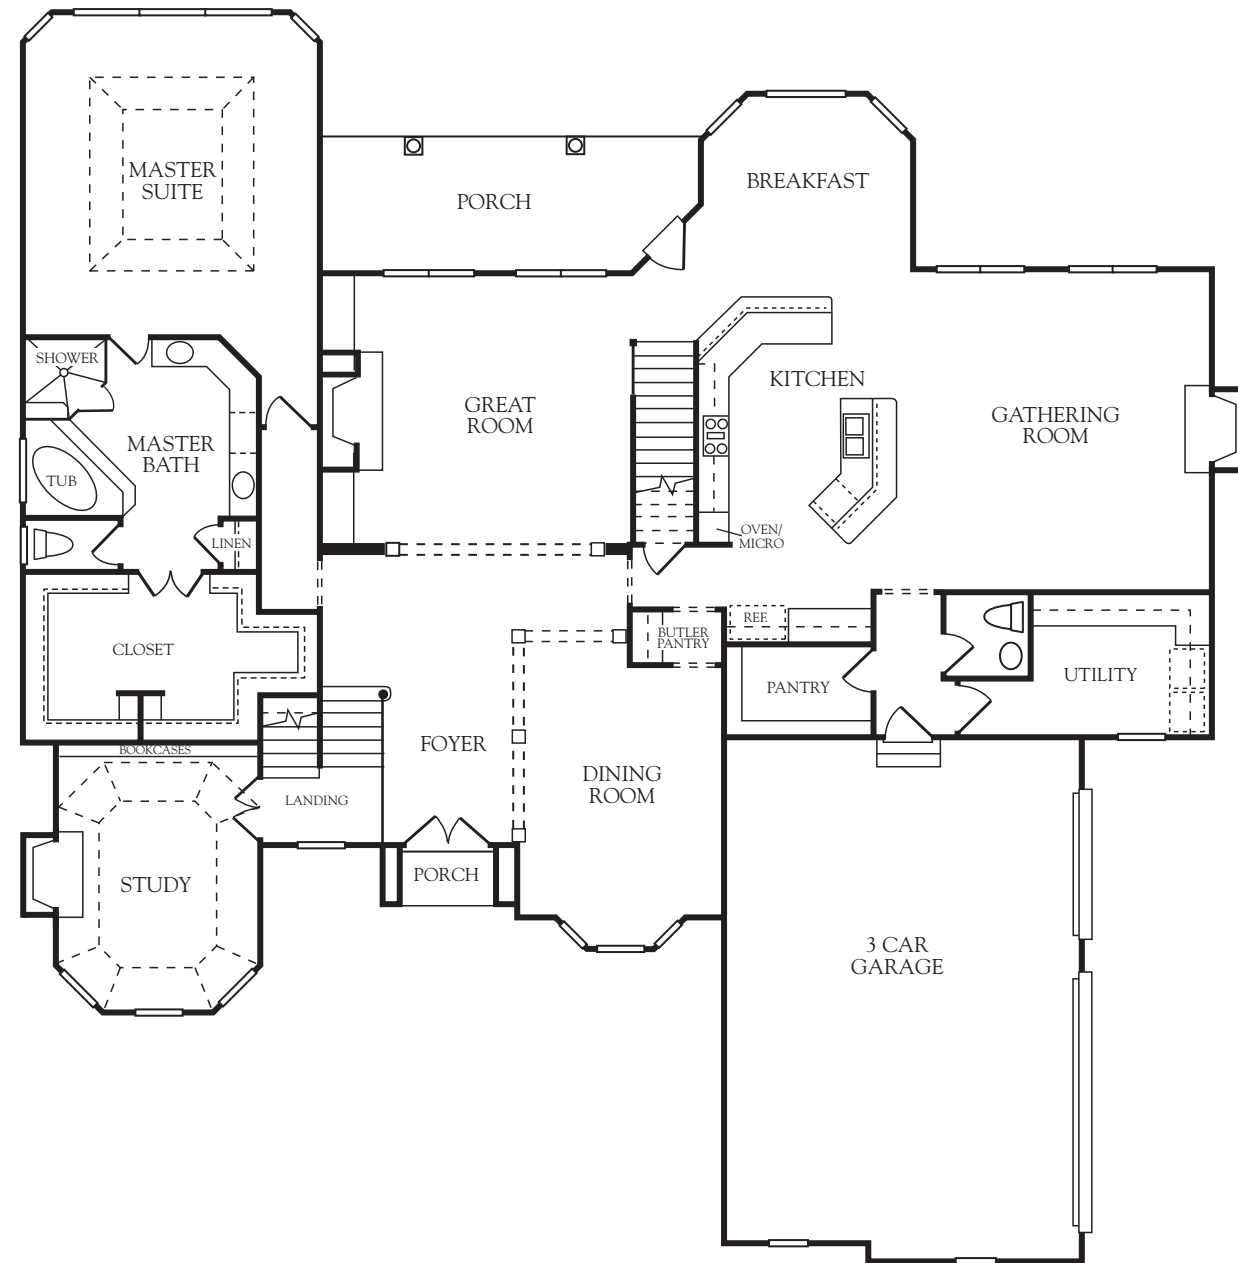 MASTER
SUITE
PORCH
BREAKFAST
SHOWER
KITCHEN
GREAT
ROOM
GATHERING
ROOM
MASTER
BATH
TUB
OVEN/
MICRO
LINEN
REF.
BUTLER
PANTRY
CLOSET
PANTRY
UTILITY
FOYER
BOOKCASES
DINING
ROOM
LANDING
STUDY
PORCH
3 CAR
GARAGE